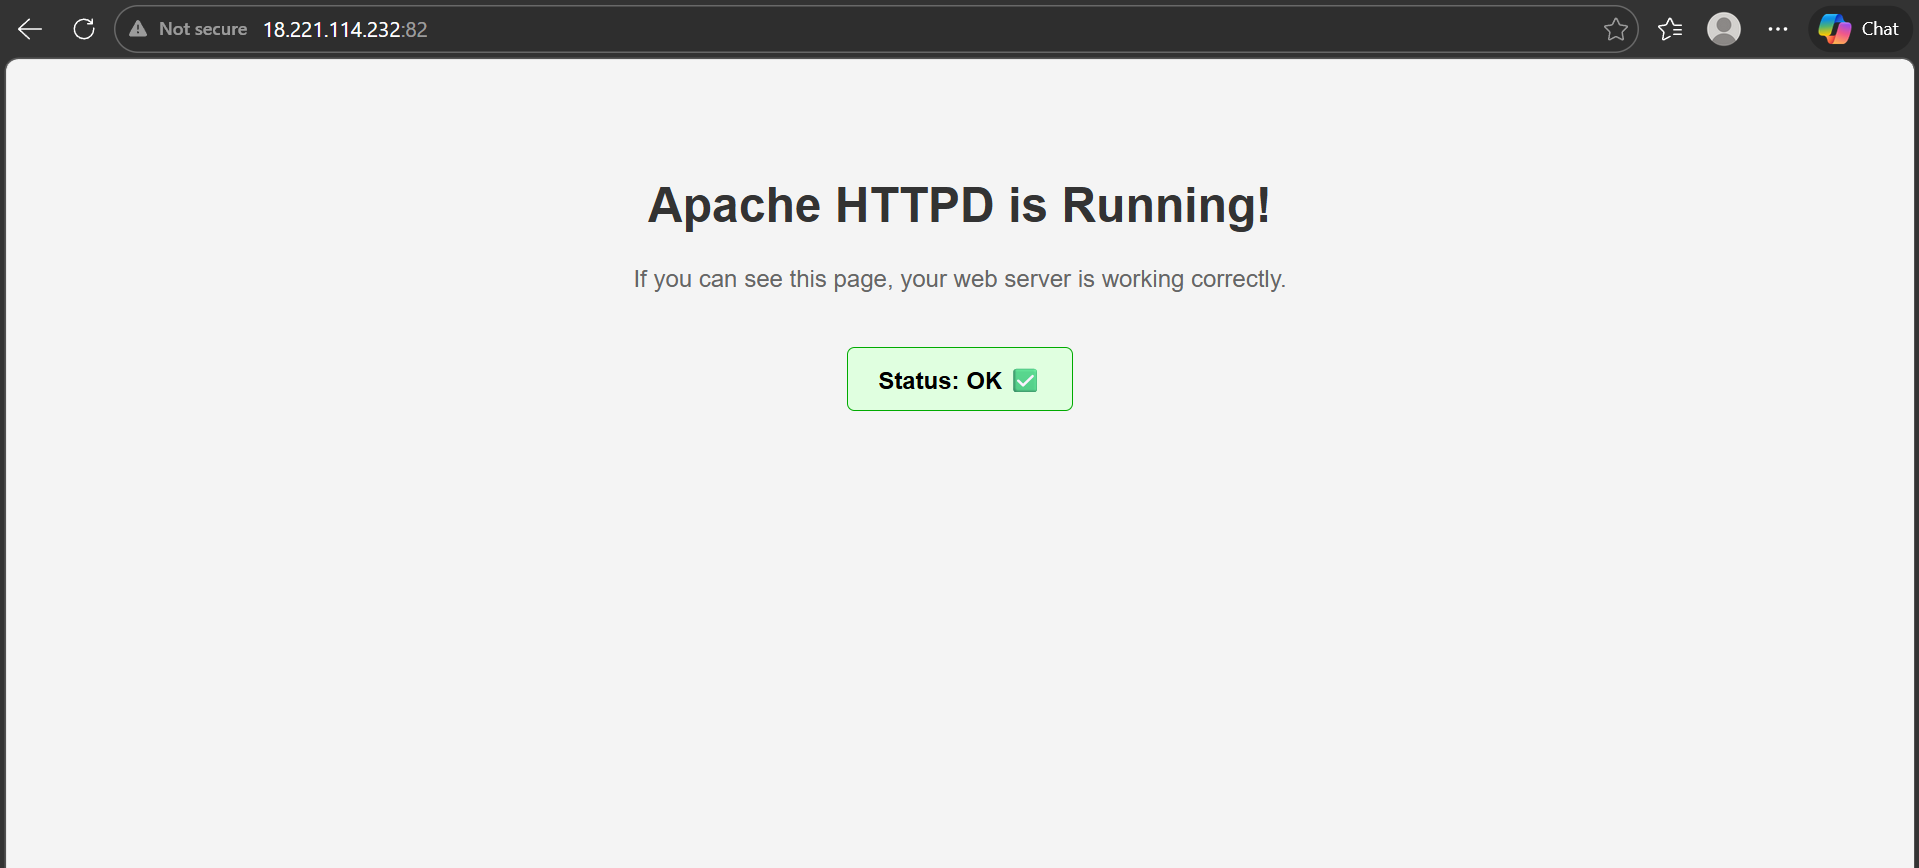 Not secure 18.221.114.232:82 Chat
Apache HTTPD is Running!
If you can see this page, your web server is working correctly.
Status: OK ✅